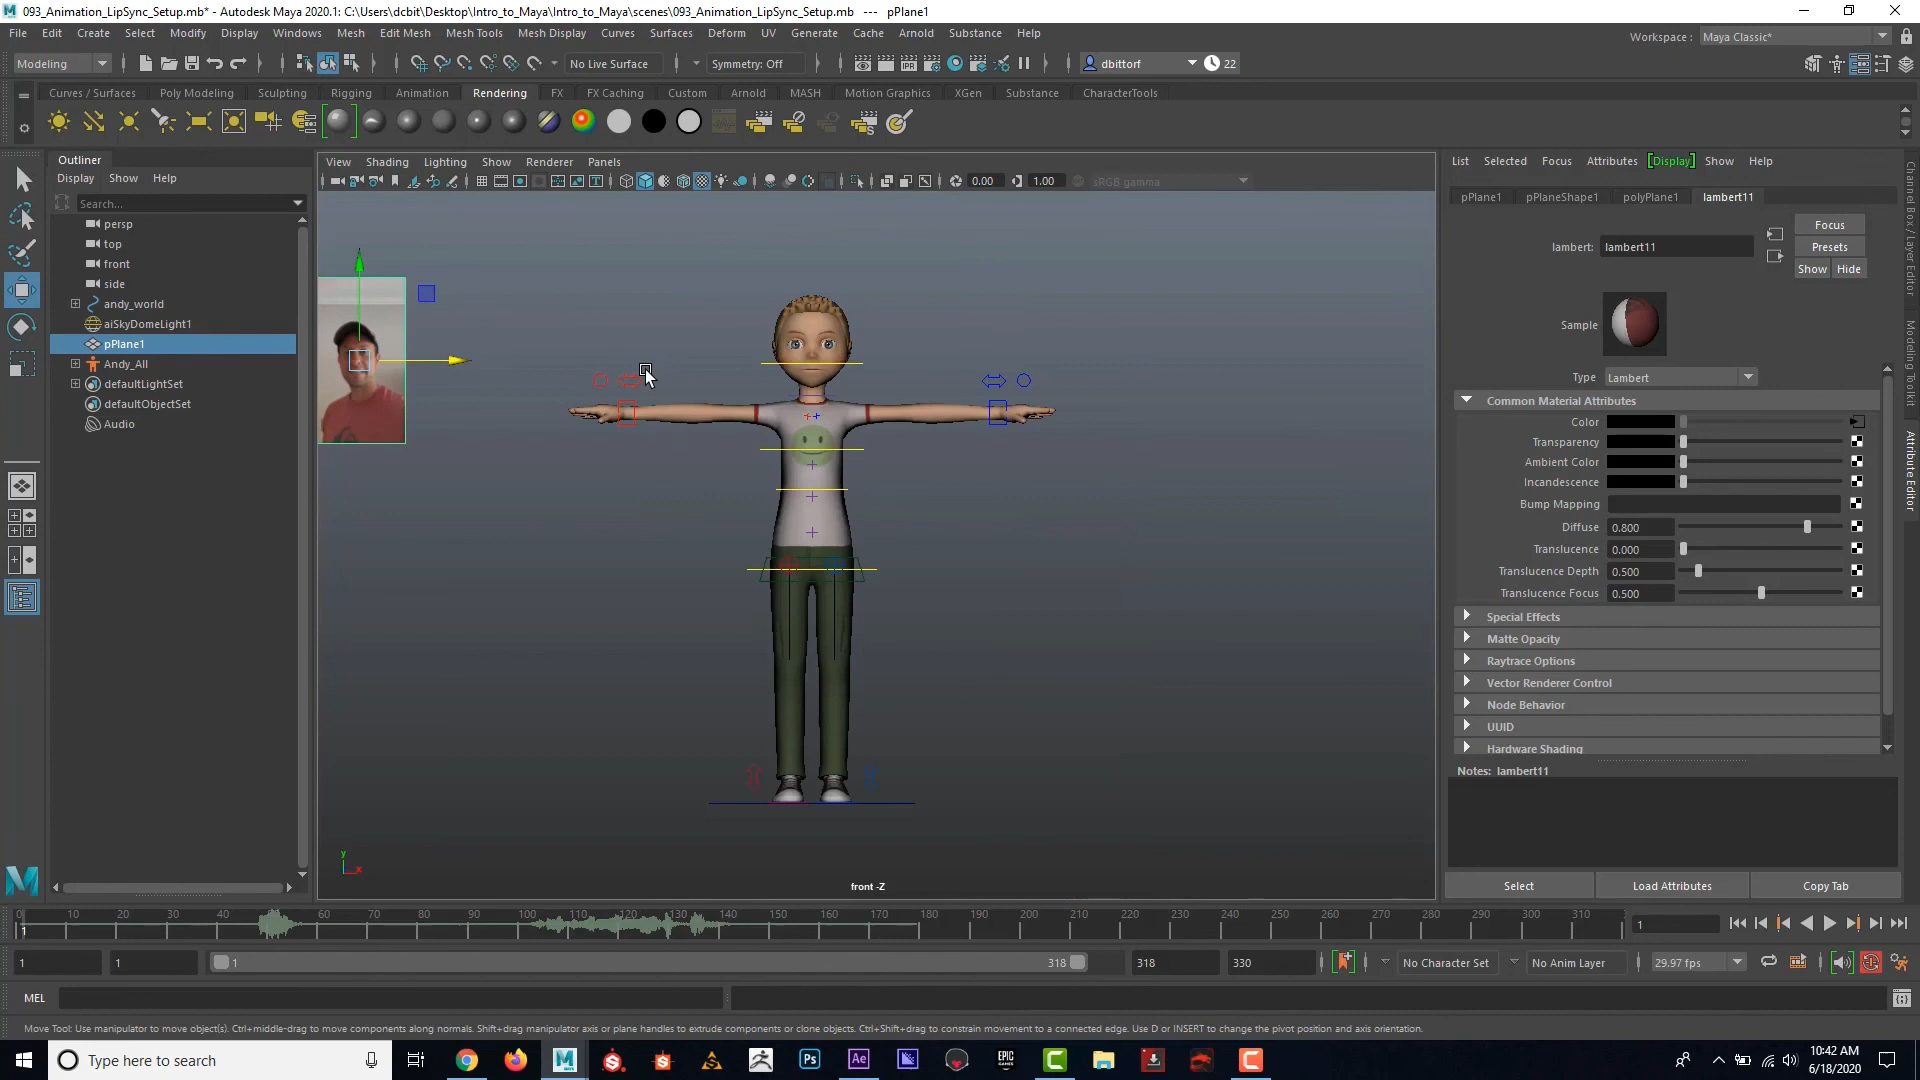 093_Animation_LipSync_Setup.mb* - Autodesk Maya 2020.1: C:\Users\dcbit\Desktop\Intro_to_Maya\Intro_to_Maya\scenes\093_Animation_LipSync_Setup.mb --- pPlane1
File Edit Create Select Modify Display Windows Mesh Edit Mesh Mesh Tools Mesh Display Curves Surfaces Deform UV Generate Cache Arnold Substance Help
Workspace : Maya Classic*
Modeling No Live Surface Symmetry: Off dbittorf 22
Curves / Surfaces Poly Modeling Sculpting Rigging Animation Rendering FX FX Caching Custom Arnold MASH Motion Graphics XGen Substance CharacterTools
Outliner
Display Show Help
Search...
persp
top
front
side
andy_world
aiSkyDomeLight1
pPlane1
Andy_All
defaultLightSet
defaultObjectSet
Audio
View Shading Lighting Show Renderer Panels
0.00 1.00 sRGB gamma
y
x
front -Z
List Selected Focus Attributes [Display] Show Help
pPlane1 pPlaneShape1 polyPlane1 lambert11
Focus
lambert: lambert11
Presets
Show Hide
Sample
Type Lambert
Common Material Attributes
Color
Transparency
Ambient Color
Incandescence
Bump Mapping
Diffuse 0.800
Translucence 0.000
Translucence Depth 0.500
Translucence Focus 0.500
Special Effects
Matte Opacity
Raytrace Options
Vector Renderer Control
Node Behavior
UUID
Hardware Shading
Notes: lambert11
Select Load Attributes Copy Tab
Channel Box / Layer Editor
Modeling Toolkit
Attribute Editor
0 10 20 30 40 50 60 70 80 90 100 110 120 130 140 150 160 170 180 190 200 210 220 230 240 250 260 270 280 290 300 310
1
1
1 1 1 318 318 330 No Character Set No Anim Layer 29.97 fps
MEL
Move Tool: Use manipulator to move object(s). Ctrl+middle-drag to move components along normals. Shift+drag manipulator axis or plane handles to extrude components or clone objects. Ctrl+Shift+drag to constrain movement to a connected edge. Use D or INSERT to change the pivot position and axis orientation.
Type here to search
Ps
Ae
EPIC GAMES
10:42 AM
6/18/2020